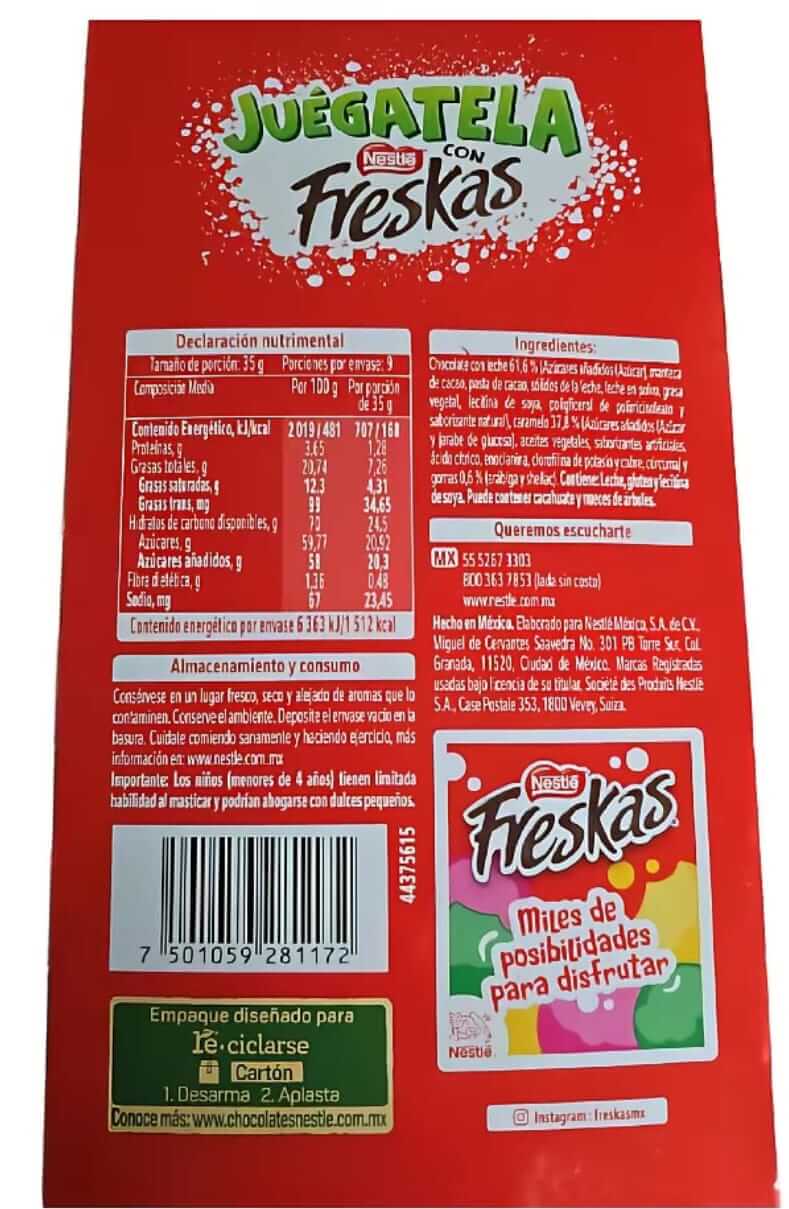 JUÉGATELA
CON
Nestlé
Freskas
Declaración nutrimental
Tamaño de porción: 35 g Porciones por envase: 9
Composición Media Por 100 g Por porción
de 35 g
Contenido Energético, kJ/kcal 2019/481 707/168
Proteínas, g 3,65 1,28
Grasas totales, g 20,74 7,26
Grasas saturadas, g 12,3 4,31
Grasas trans, mg 99 34,65
Hidratos de carbono disponibles, g 70 24,5
Azúcares, g 59,77 20,92
Azúcares añadidos, g 58 20,3
Fibra dietética, g 1,36 0,48
Sodio, mg 67 23,45
Contenido energético por envase 6 363 kJ/1 512 kcal
Almacenamiento y consumo
Consérvese en un lugar fresco, seco y alejado de aromas que lo
contaminen. Conserve el ambiente. Deposite el envase vacío en la
basura. Cuídate comiendo sanamente y haciendo ejercicio, más
información en: www.nestle.com.mx
Importante: Los niños (menores de 4 años) tienen limitada
habilidad al masticar y podrían ahogarse con dulces pequeños.
44375615
7 501059 281172
Empaque diseñado para
re·ciclarse
Cartón
1. Desarma 2. Aplasta
Conoce más: www.chocolatesnestle.com.mx
Ingredientes:
Chocolate con leche 61,6 % (Azúcares añadidos (Azúcar), manteca
de cacao, pasta de cacao, sólidos de la leche, leche en polvo, grasa
vegetal, lecitina de soya, poliglicerol de poliricinoleato y
saborizante natural), caramelo 37,8 % (Azúcares añadidos (Azúcar
y jarabe de glucosa), aceites vegetales, saborizantes artificiales,
ácido cítrico, enocianina, clorofilina de potasio y cobre, cúrcuma) y
gomas 0,6 % (arábiga y shellac). Contiene: Leche, gluten y lecitina
de soya. Puede contener cacahuate y nueces de árboles.
Queremos escucharte
MX 55 5267 3303
800 363 7853 (lada sin costo)
www.nestle.com.mx
Hecho en México. Elaborado para Nestlé México, S.A. de C.V.,
Miguel de Cervantes Saavedra No. 301 PB Torre Sur, Col.
Granada, 11520, Ciudad de México. Marcas Registradas
usadas bajo licencia de su titular, Société des Produits Nestlé
S.A., Case Postale 353, 1800 Vevey, Suiza.
Nestlé
Freskas
Miles de
posibilidades
para disfrutar
Nestlé
Instagram: freskasmx